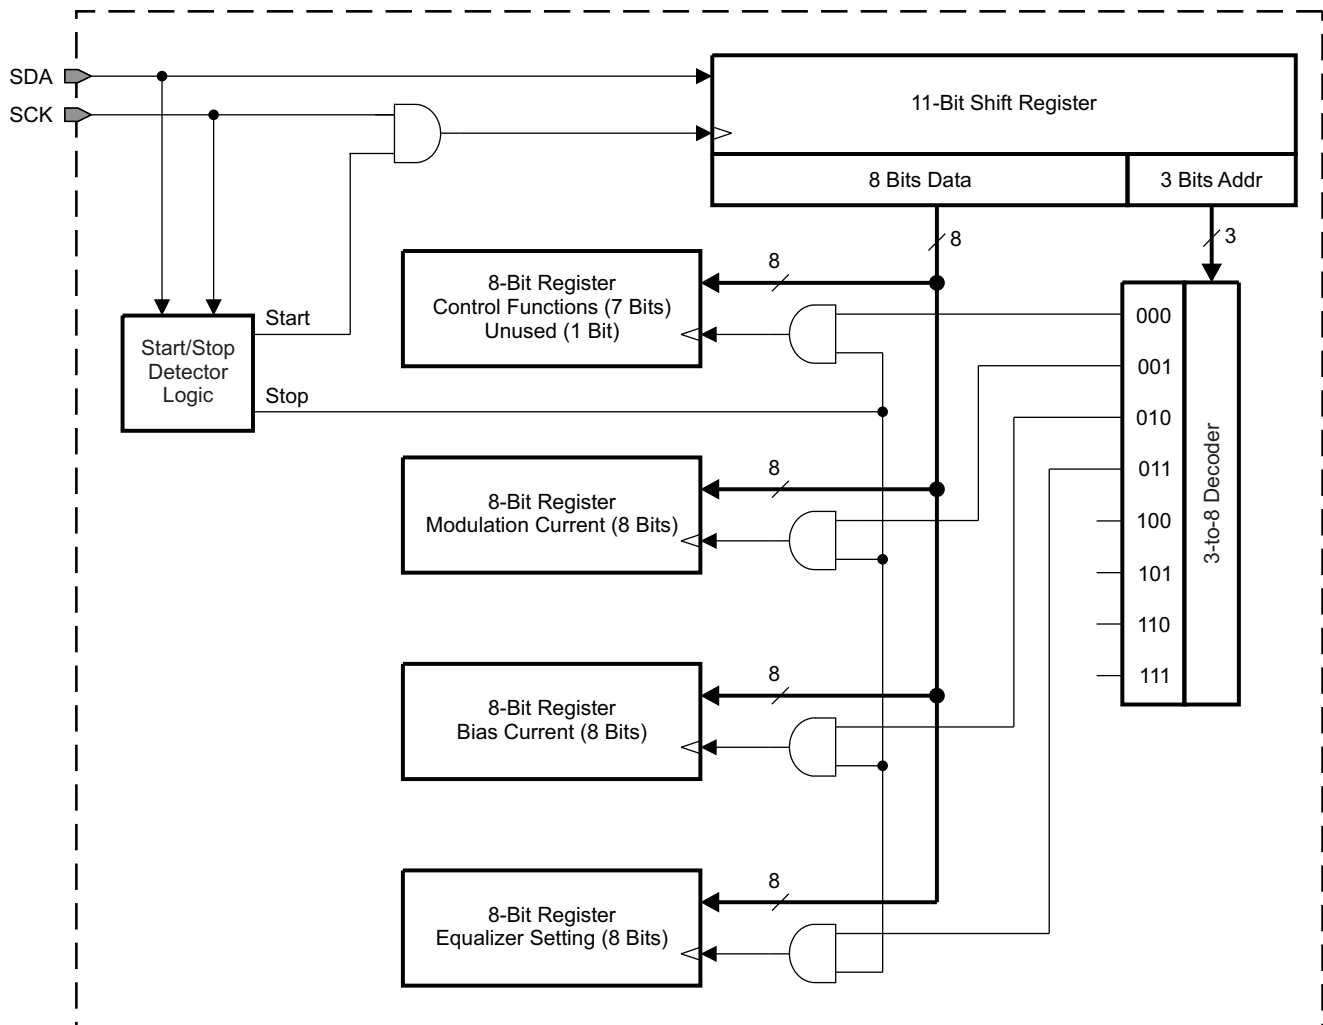 SDA
SCK
11-Bit Shift Register
8 Bits Data
3 Bits Addr
8
3
8
8-Bit Register
Control Functions (7 Bits)
Unused (1 Bit)
Start
Start/Stop
Detector
Logic
Stop
000
001
010
011
100
101
110
111
3-to-8 Decoder
8
8-Bit Register
Modulation Current (8 Bits)
8
8-Bit Register
Bias Current (8 Bits)
8
8-Bit Register
Equalizer Setting (8 Bits)